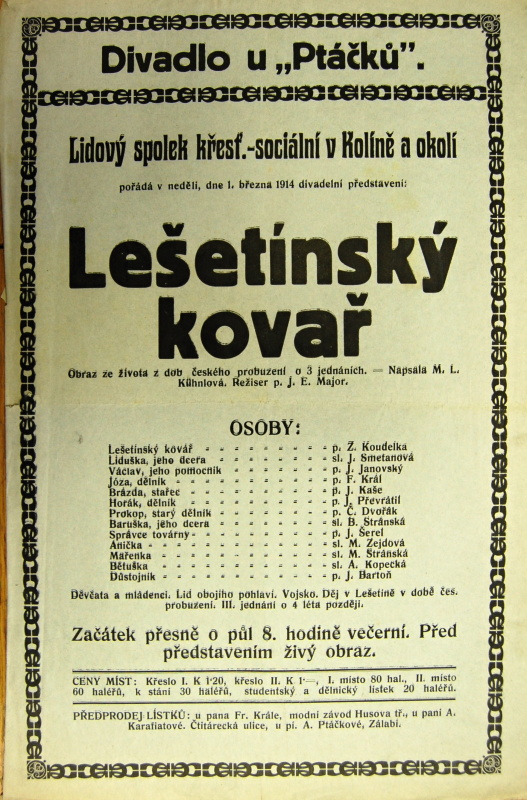 Divadlo u „Ptáčků”.
Lidový spolek křesť.-sociální v Kolíně a okolí
pořádá v neděli, dne 1. března 1914 divadelní představení:
Lešetínský
kovař
Obraz ze života z dob českého probuzení o 3 jednáních. — Napsala M. L.
Kühnlová. Režiser p. J. E. Major.
OSOBY:
Lešetínský kovář - - - - - - - - - p. Z. Koudelka
Liduška, jeho dcera - - - - - - - - sl. J. Smetanová
Václav, jeho pomocník - - - - - - - p. J. Janovský
Józa, dělník - - - - - - - - - - p. F. Král
Brázda, stařec - - - - - - - - - p. J. Kaše
Horák, dělník - - - - - - - - - p. J. Převrátil
Prokop, starý dělník - - - - - - - p. Č. Dvořák
Baruška, jeho dcera - - - - - - - - sl. B. Stránská
Správce továrny - - - - - - - - - p. J. Šerel
Anička - - - - - - - - - - - sl. M. Zejdová
Mařenka - - - - - - - - - - sl. M. Stránská
Bětuška - - - - - - - - - - sl. A. Kopecká
Důstojník - - - - - - - - - - p. J. Bartoň
Děvčata a mládenci. Lid obojího pohlaví. Vojsko. Děj v Lešetíně v době čes.
probuzení. III. jednání o 4 léta později.
Začátek přesně o půl 8. hodině večerní. Před
představením živý obraz.
CENY MÍST: Křeslo I. K 1·20, křeslo II. K 1·—, I. místo 80 hal., II. místo
60 haléřů, k stání 30 haléřů, studentský a dělnický lístek 20 haléřů.
PŘEDPRODEJ LÍSTKŮ: u pana Fr. Krále, modní závod Husova tř., u paní A.
Karafiatové. Čtitárecká ulice, u pí. A. Ptáčkové, Zálabí.